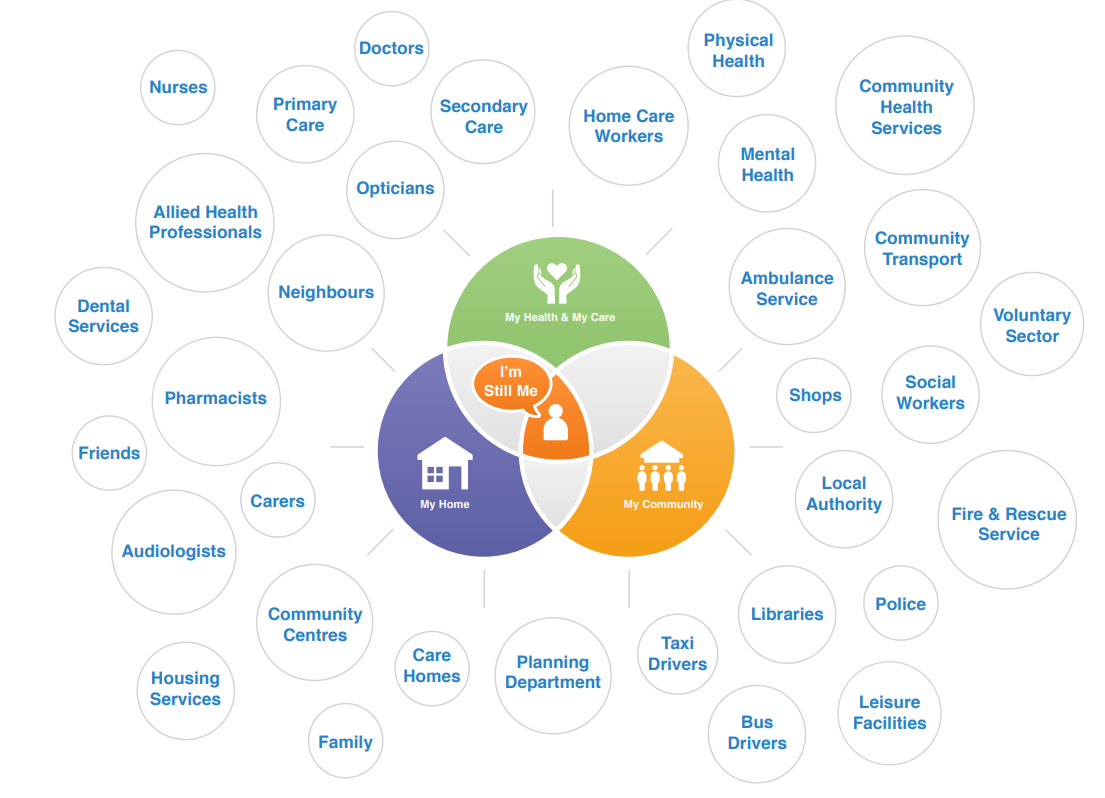 Doctors
Physical
Health
Nurses
Primary
Care
Secondary
Care
Home Care
Workers
Community
Health
Services
Mental
Health
Opticians
Allied Health
Professionals
Community
Transport
Neighbours
Ambulance
Service
Dental
Services
My Health & My Care
Voluntary
Sector
I'm
Still Me
Pharmacists
Shops
Social
Workers
Friends
Carers
My Home
My Community
Local
Authority
Fire & Rescue
Service
Audiologists
Community
Centres
Libraries
Police
Care
Homes
Planning
Department
Taxi
Drivers
Housing
Services
Leisure
Facilities
Family
Bus
Drivers